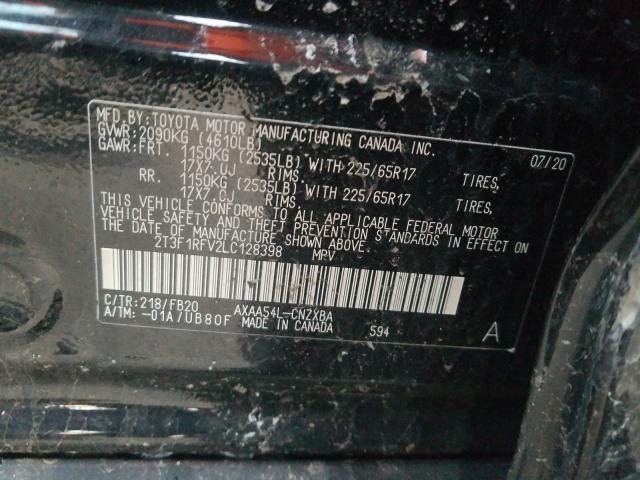 MFD.BY:TOYOTA MOTOR MANUFACTURING CANADA INC. 07/20
GVWR:2090KG (4610LB)
GAWR:FRT. 1150KG (2535LB) WITH 225/65R17 TIRES,
17X7.0J RIMS.
RR. 1150KG (2535LB) WITH 225/65R17 TIRES,
17X7.0J RIMS.
THIS VEHICLE CONFORMS TO ALL APPLICABLE FEDERAL MOTOR
VEHICLE SAFETY AND THEFT PREVENTION STANDARDS IN EFFECT ON
THE DATE OF MANUFACTURE SHOWN ABOVE.
2T3F1RFV2LC128398 MPV
C/TR:218/FB20 AXAA54L-CNZXBA
A/TM:-01A/UB80F MADE IN CANADA 594 A